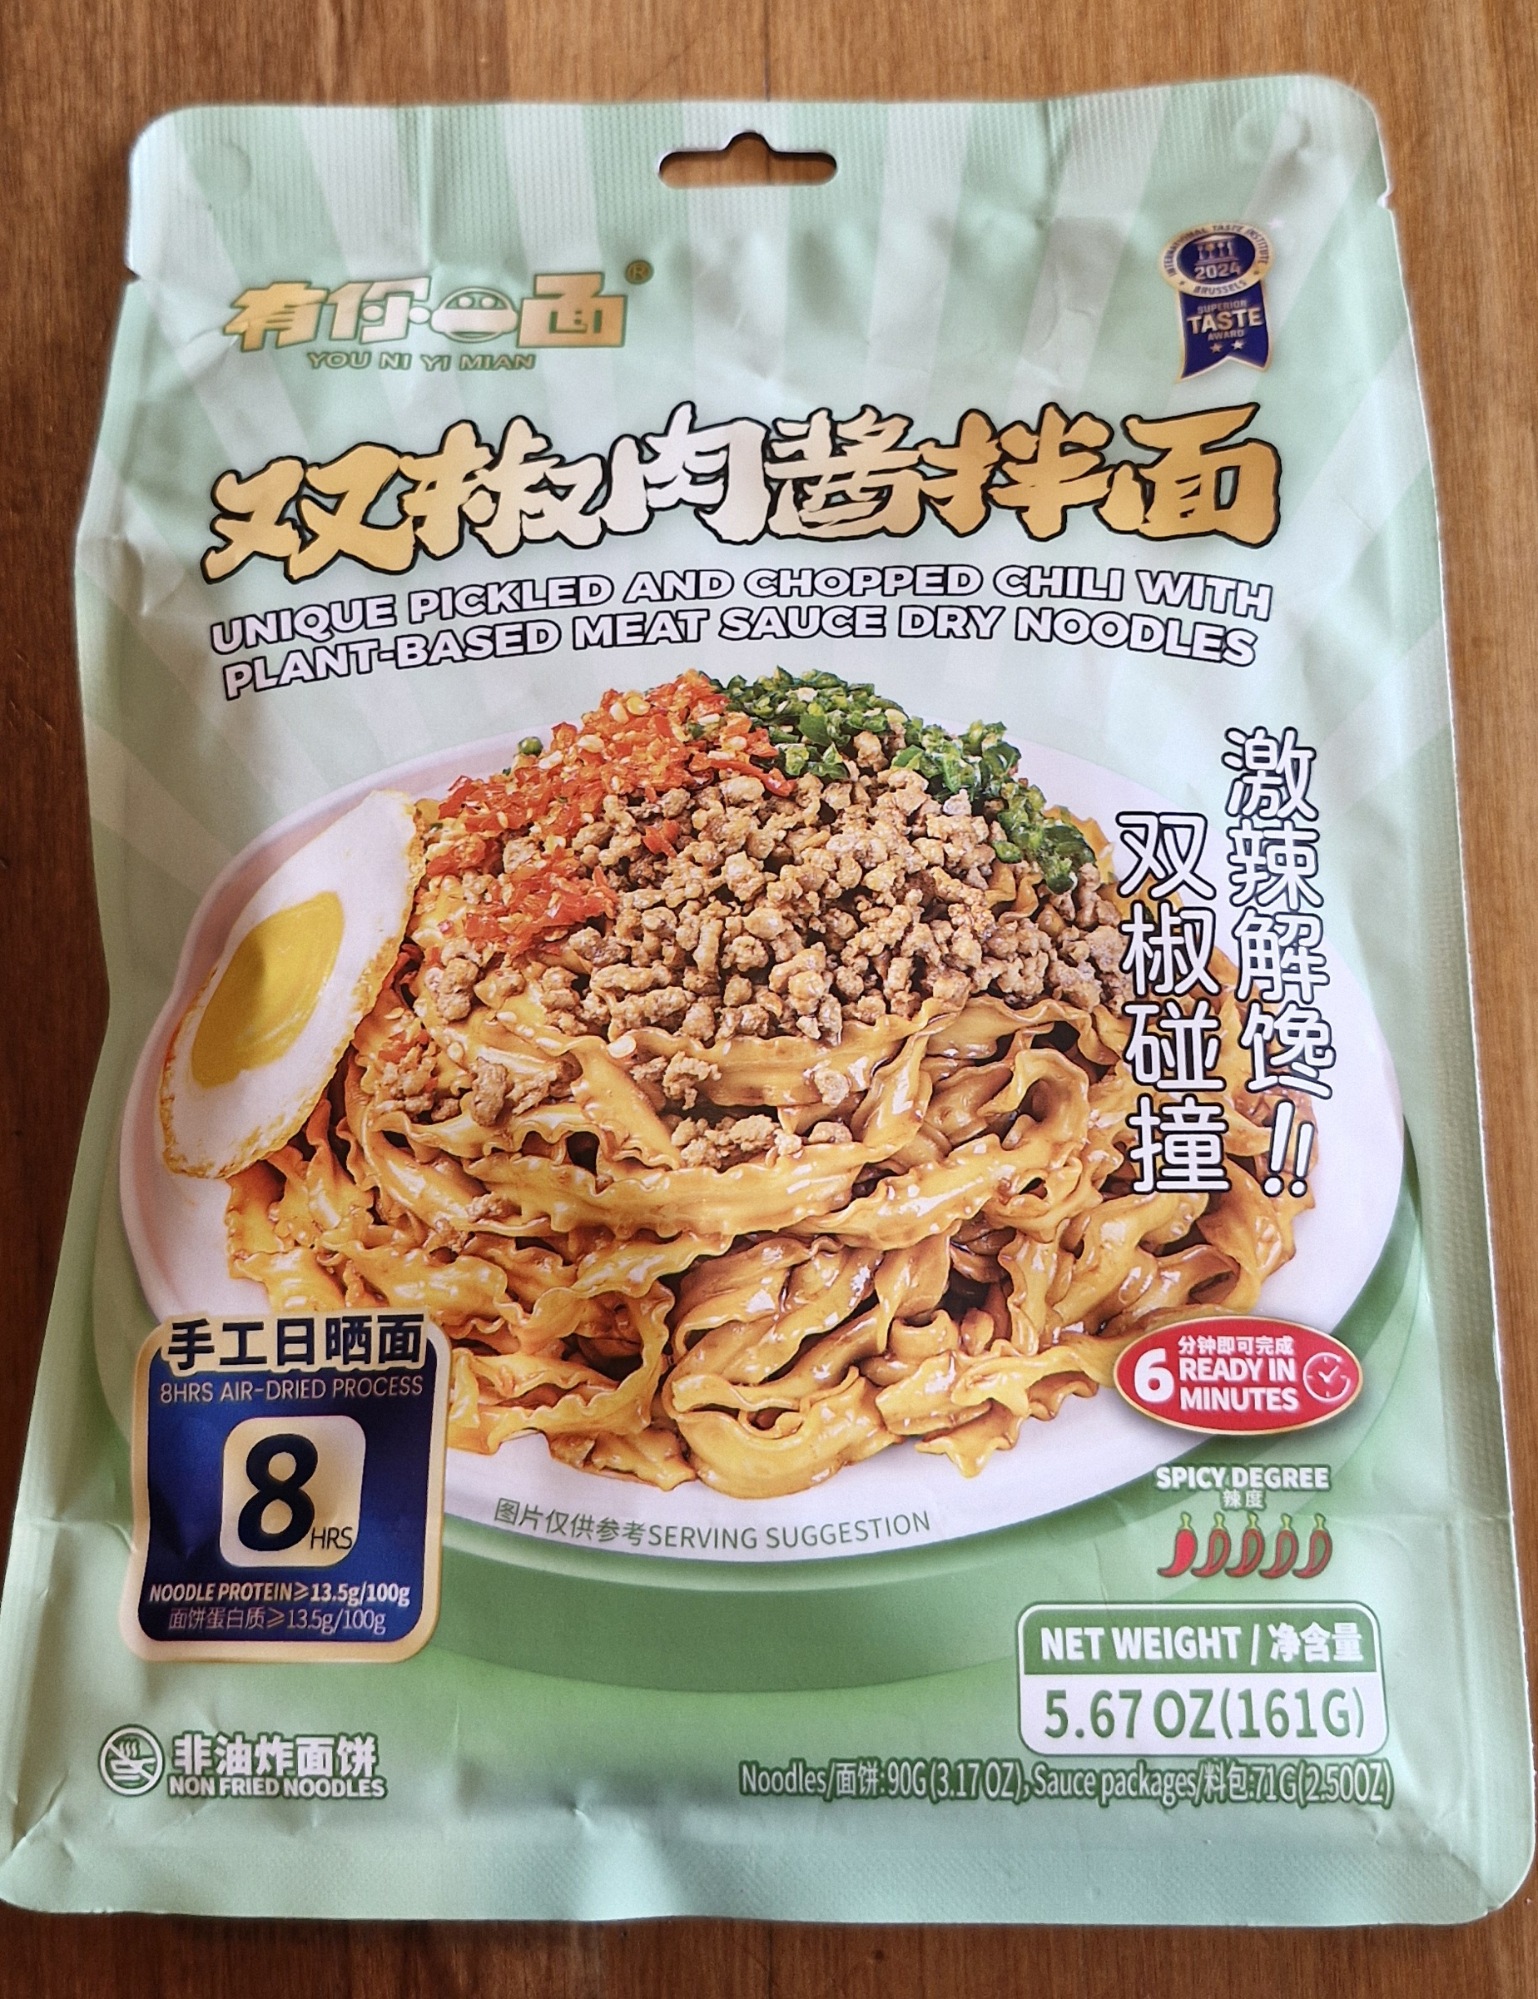 有你一面®
YOU NI YI MIAN
INTERNATIONAL TASTE INSTITUTE
2024
BRUSSELS
SUPERIOR
TASTE
AWARD
双椒肉酱拌面
UNIQUE PICKLED AND CHOPPED CHILI WITH
PLANT-BASED MEAT SAUCE DRY NOODLES
激辣解馋!!
双椒碰撞
手工日晒面
8HRS AIR-DRIED PROCESS
8HRS
NOODLE PROTEIN≥13.5g/100g
面饼蛋白质≥13.5g/100g
6
分钟即可完成
READY IN
MINUTES
SPICY DEGREE
辣度
图片仅供参考SERVING SUGGESTION
NET WEIGHT / 净含量
5.67 OZ(161G)
非油炸面饼
NON FRIED NOODLES
Noodles/面饼:90G(3.17OZ),Sauce packages/料包:71G(2.50OZ)